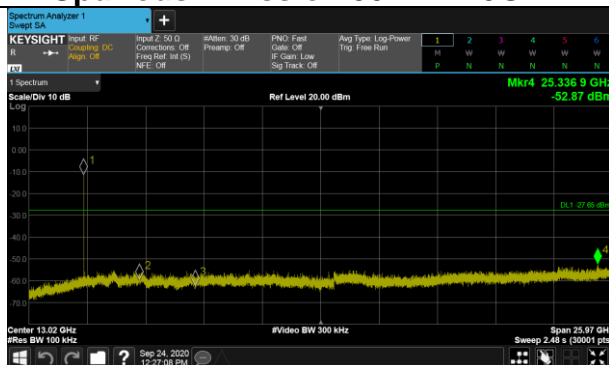 Spectrum Analyzer 1
Swept SA
+
KEYSIGHT Input: RF Input Z: 50 Ω #Atten: 30 dB PNO: Fast Avg Type: Log-Power 1 2 3 4 5 6
R Coupling: DC Corrections: Off Preamp: Off Gate: Off Trig: Free Run M W W W W W
Align: Off Freq Ref: Int (S) IF Gain: Low
LXI NFE: Off Sig Track: Off P N N N N N
1 Spectrum
Mkr4 25.336 9 GHz
Scale/Div 10 dB Ref Level 20.00 dBm -52.87 dBm
Log
10.0
0.00
1
-10.0
-20.0
DL1 -27.65 dBm
-30.0
-40.0
4
-50.0
2
3
-60.0
-70.0
Center 13.02 GHz #Video BW 300 kHz Span 25.97 GHz
#Res BW 100 kHz Sweep 2.48 s (30001 pts)
? Sep 24, 2020
12:27:08 PM